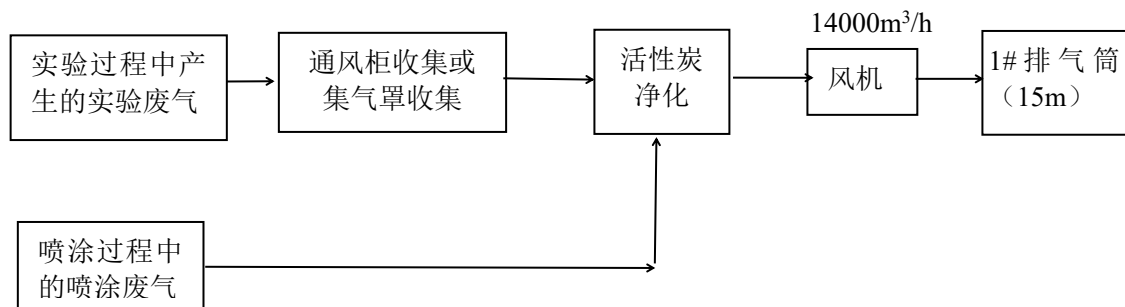 14000m³/h
实验过程中产
生的实验废气
通风柜收集或
集气罩收集
活性炭
净化
风机
1#排气筒
（15m）
喷涂过程中
的喷涂废气